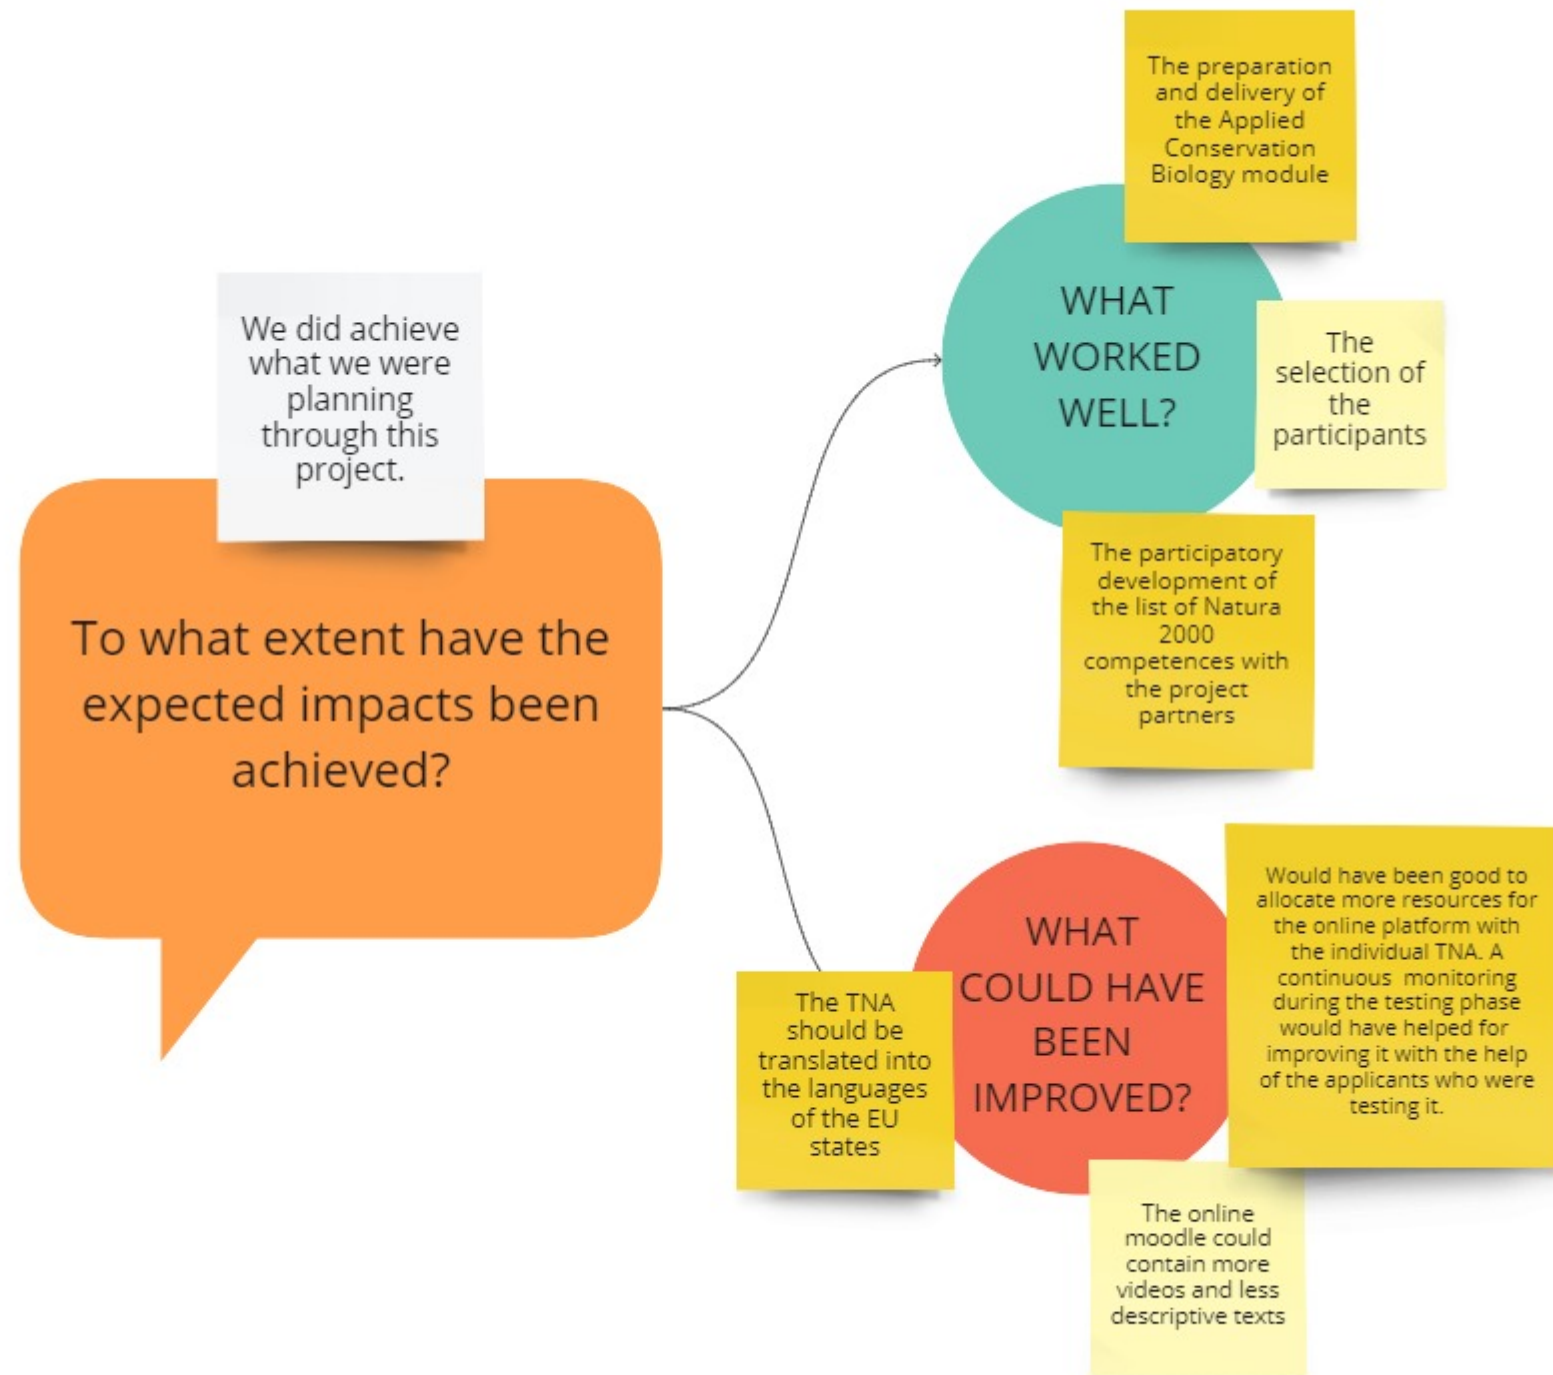 We did achieve
what we were
planning
through this
project.
To what extent have the
expected impacts been
achieved?
The preparation
and delivery of
the Applied
Conservation
Biology module
WHAT
WORKED
WELL?
The
selection of
the
participants
The participatory
development of
the list of Natura
2000
competences with
the project
partners
WHAT
COULD HAVE
BEEN
IMPROVED?
The TNA
should be
translated into
the languages
of the EU
states
Would have been good to
allocate more resources for
the online platform with
the individual TNA. A
continuous  monitoring
during the testing phase
would have helped for
improving it with the help
of the applicants who were
testing it.
The online
moodle could
contain more
videos and less
descriptive texts